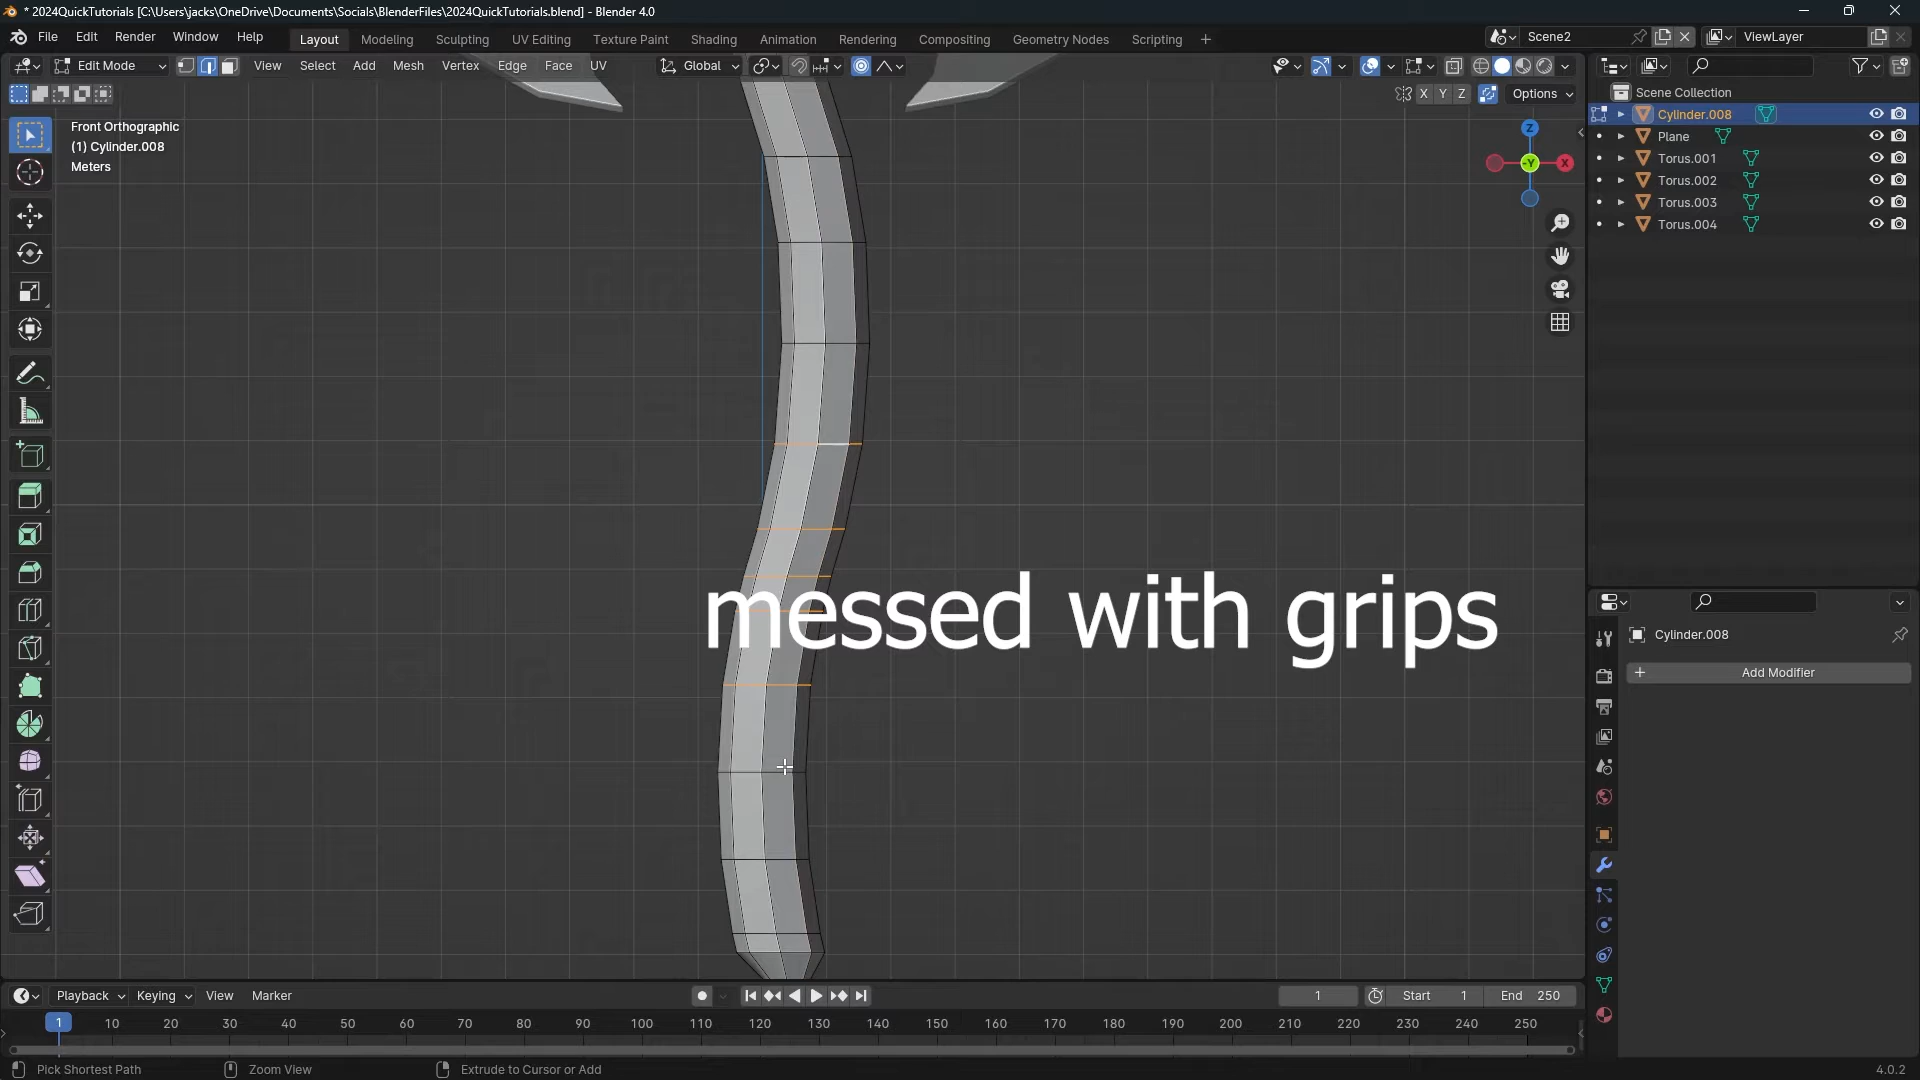 * 2024QuickTutorials [C:\Users\jacks\OneDrive\Documents\Socials\BlenderFiles\2024QuickTutorials.blend] - Blender 4.0
File Edit Render Window Help Layout Modeling Sculpting UV Editing Texture Paint Shading Animation Rendering Compositing Geometry Nodes Scripting + Scene2 ViewLayer
Edit Mode View Select Add Mesh Vertex Edge Face UV Global
X Y Z Options
Front Orthographic
(1) Cylinder.008
Meters
Z
-Y X
Scene Collection
Cylinder.008
Plane
Torus.001
Torus.002
Torus.003
Torus.004
messed with grips
Cylinder.008
+ Add Modifier
Playback Keying View Marker 1 Start 1 End 250
1 10 20 30 40 50 60 70 80 90 100 110 120 130 140 150 160 170 180 190 200 210 220 230 240 250
Pick Shortest Path Zoom View Extrude to Cursor or Add 4.0.2